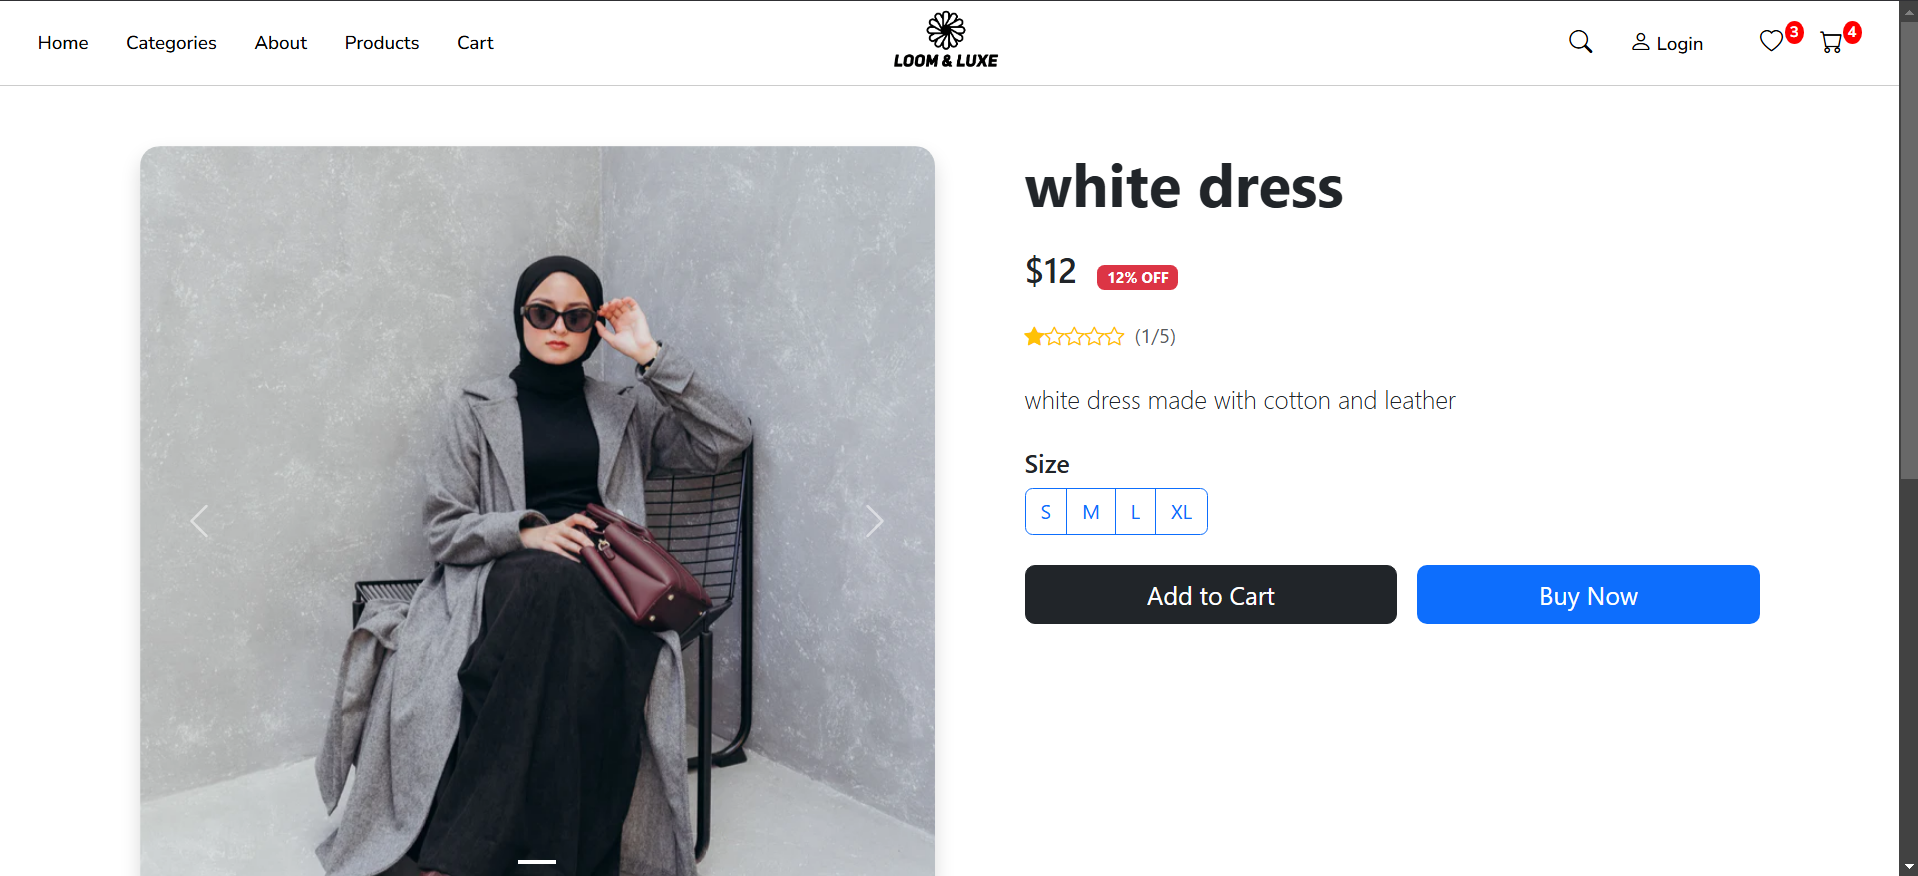 Home Categories About Products Cart
LOOM & LUXE
Login 3 4
white dress
$12 12% OFF
(1/5)
white dress made with cotton and leather
Size
S M L XL
Add to Cart Buy Now